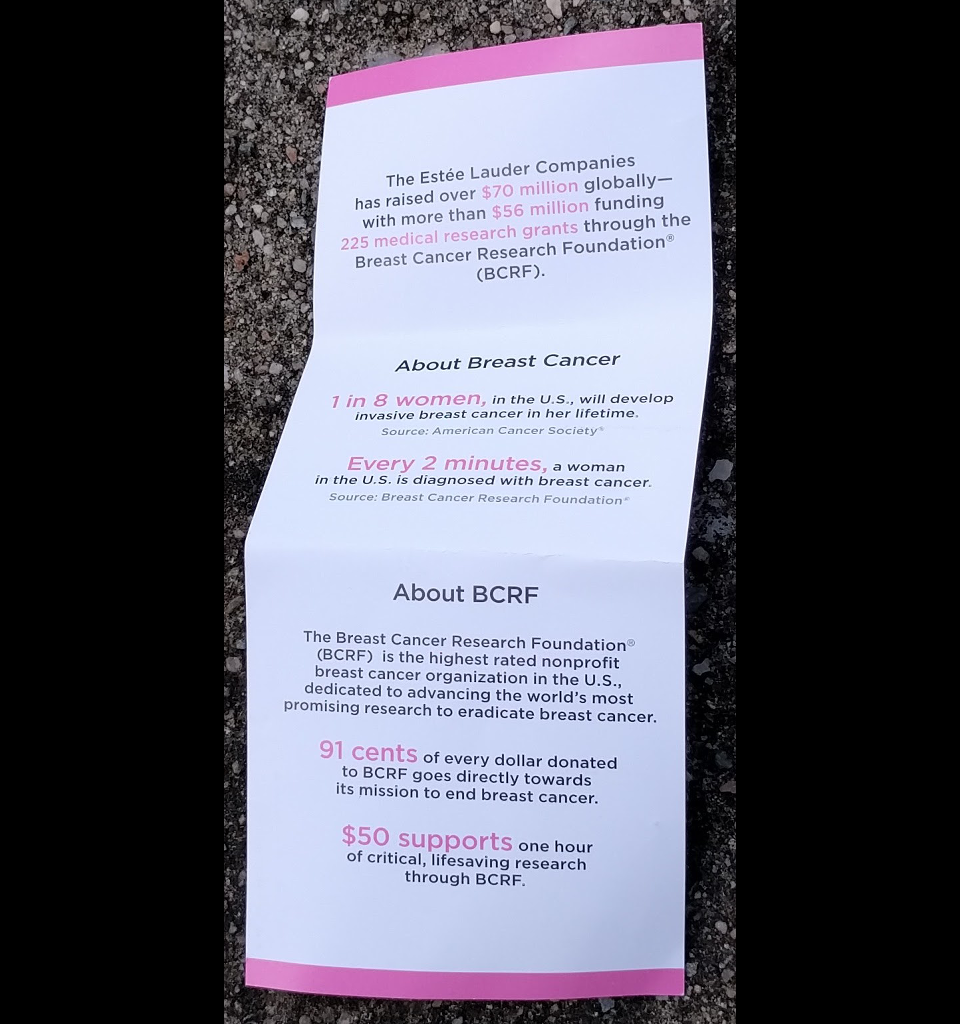 The Estée Lauder Companies
has raised over $70 million globally—
with more than $56 million funding
225 medical research grants through the
Breast Cancer Research Foundation®
(BCRF).
About Breast Cancer
1 in 8 women, in the U.S., will develop
invasive breast cancer in her lifetime.
Source: American Cancer Society®
Every 2 minutes, a woman
in the U.S. is diagnosed with breast cancer.
Source: Breast Cancer Research Foundation®
About BCRF
The Breast Cancer Research Foundation®
(BCRF) is the highest rated nonprofit
breast cancer organization in the U.S.,
dedicated to advancing the world's most
promising research to eradicate breast cancer.
91 cents of every dollar donated
to BCRF goes directly towards
its mission to end breast cancer.
$50 supports one hour
of critical, lifesaving research
through BCRF.